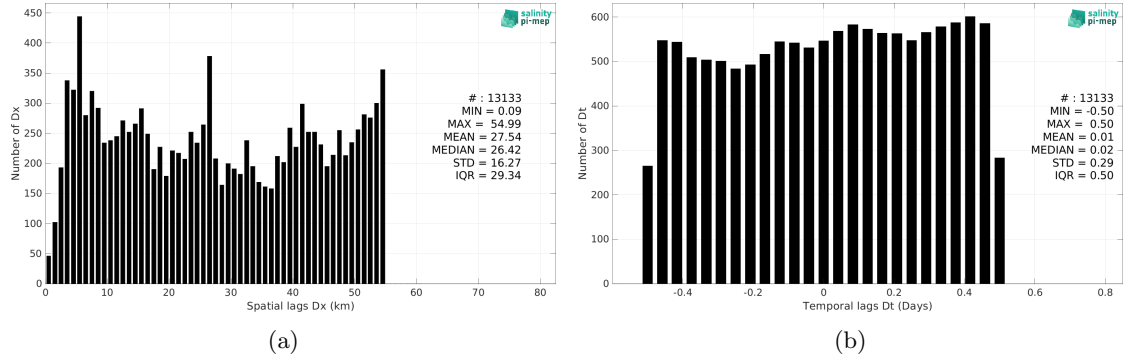 salinity
pi-mep
450
400
350
300
250
200
150
100
50
0
Number of Dx
# : 13133
MIN = 0.09
MAX = 54.99
MEAN = 27.54
MEDIAN = 26.42
STD = 16.27
IQR = 29.34
0 10 20 30 40 50 60 70 80
Spatial lags Dx (km)
(a)
salinity
pi-mep
600
500
400
300
200
100
0
Number of Dt
# : 13133
MIN = -0.50
MAX = 0.50
MEAN = 0.01
MEDIAN = 0.02
STD = 0.29
IQR = 0.50
-0.4 -0.2 0 0.2 0.4 0.6 0.8
Temporal lags Dt (Days)
(b)